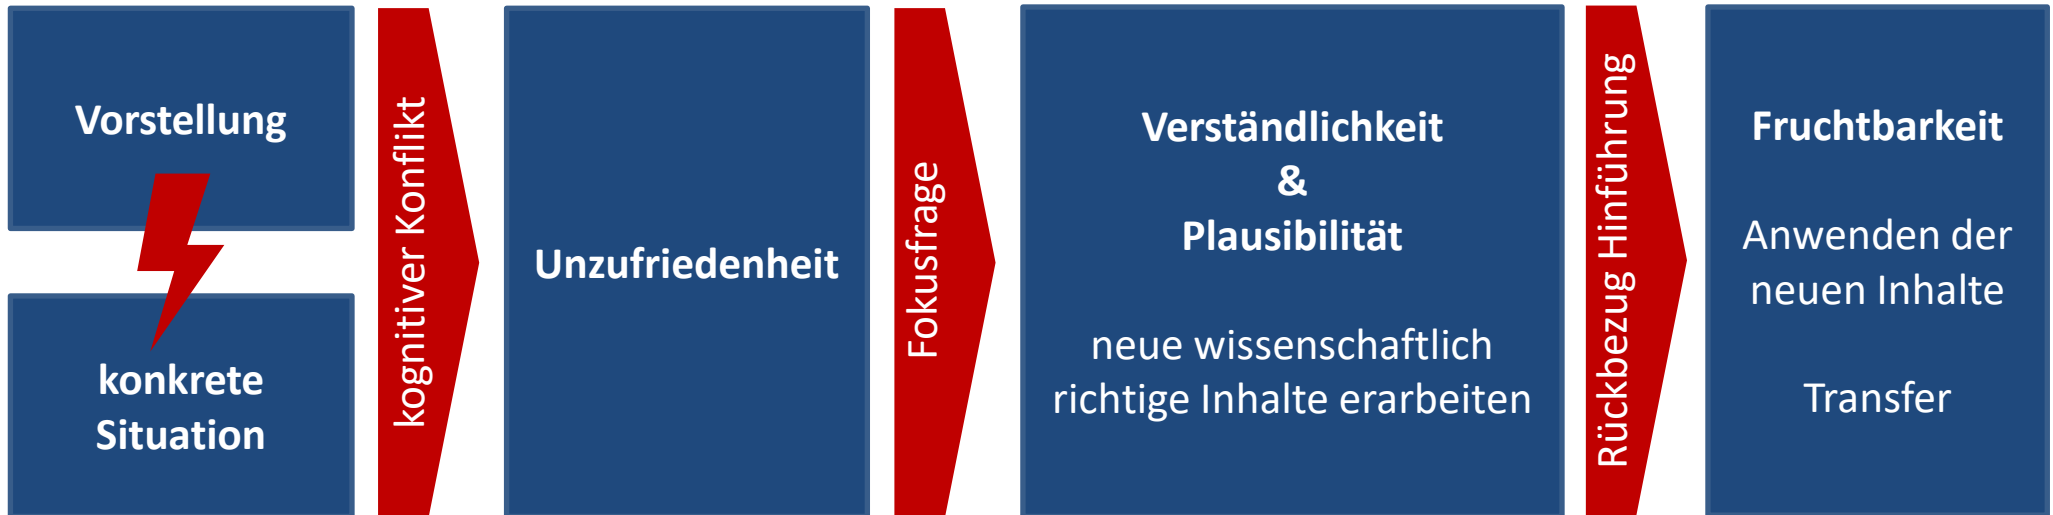 Vorstellung
konkrete
Situation
kognitiver Konflikt
Unzufriedenheit
Fokusfrage
Verständlichkeit
&
Plausibilität
neue wissenschaftlich
richtige Inhalte erarbeiten
Rückbezug Hinführung
Fruchtbarkeit
Anwenden der
neuen Inhalte
Transfer